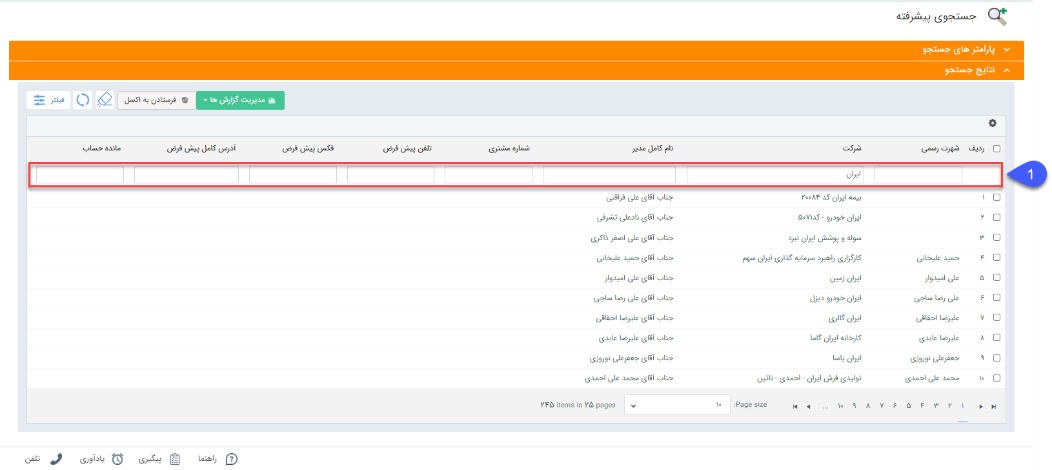 جستجوی پیشرفته
پارامتر های جستجو
نتایج جستجو
مدیریت گزارش ها فرستادن به اکسل فیلتر
ردیف شهرت رسمی شرکت نام کامل مدیر شماره مشتری تلفن پیش فرض فکس پیش فرض آدرس کامل پیش فرض مانده حساب
ایران
1
۱ بیمه ایران کد ۲۰۰۸۴ جناب آقای علی فراقنی
۲ ایران خودرو - کد۵۰۷۱ جناب آقای نادعلی تشرفی
۳ سوله و پوشش ایران نبرد جناب آقای علی اصغر ذاکری
۴ حمید علیخانی کارگزاری راهبرد سرمایه گذاری ایران سهم جناب آقای حمید علیخانی
۵ علی امیدوار ایران زمین جناب آقای علی امیدوار
۶ علی رضا ساجی ایران خودرو دیزل جناب آقای علی رضا ساجی
۷ علیرضا احقاقی ایران گالری جناب آقای علیرضا احقاقی
۸ علیرضا عابدی کارخانه ایران گاما جناب آقای علیرضا عابدی
۹ جعفرعلی نوروزی ایران یاسا جناب آقای جعفرعلی نوروزی
۱۰ محمد علی احمدی تولیدی فرش ایران - احمدی - نائین جناب آقای محمد علی احمدی
۱ ۲ ۳ ۴ ۵ ۶ ۷ ۸ ۹ ۱۰ ... Page size: ۱۰ ۲۴۵ items in ۲۵ pages
راهنما پیگیری یادآوری تلفن